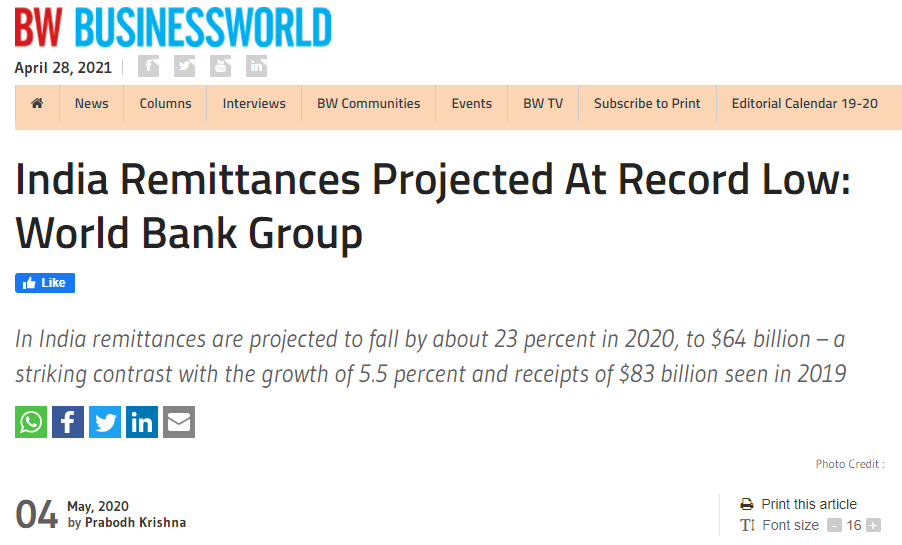 BW BUSINESSWORLD
April 28, 2021
News Columns Interviews BW Communities Events BW TV Subscribe to Print Editorial Calendar 19-20
India Remittances Projected At Record Low:
World Bank Group
Like
In India remittances are projected to fall by about 23 percent in 2020, to $64 billion – a
striking contrast with the growth of 5.5 percent and receipts of $83 billion seen in 2019
Photo Credit :
04 May, 2020
by Prabodh Krishna
Print this article
Font size - 16 +